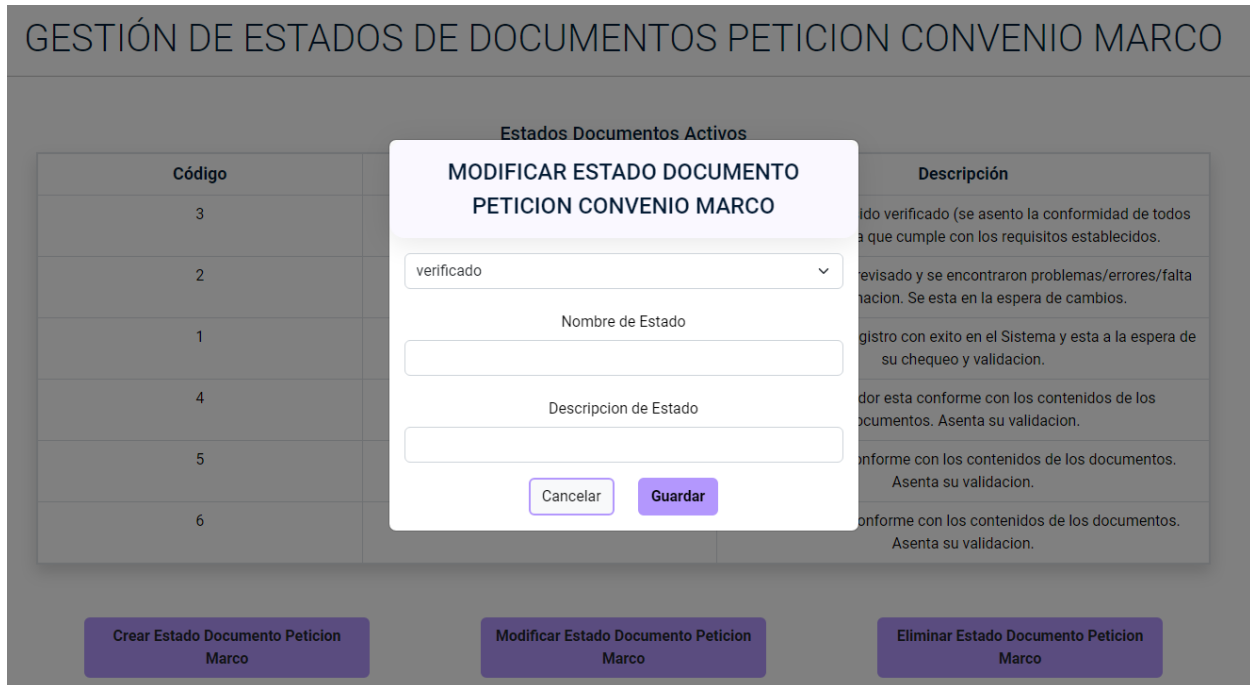 GESTIÓN DE ESTADOS DE DOCUMENTOS PETICION CONVENIO MARCO
Estados Documentos Activos
Código
Descripción
3
ido verificado (se asento la conformidad de todos
que cumple con los requisitos establecidos.
2
revisado y se encontraron problemas/errores/falta
Se esta en la espera de cambios.
1
gistro con exito en el Sistema y esta a la espera de
su chequeo y validacion.
4
dor esta conforme con los contenidos de los
documentos. Asenta su validacion.
5
onforme con los contenidos de los documentos.
Asenta su validacion.
6
onforme con los contenidos de los documentos.
Asenta su validacion.
MODIFICAR ESTADO DOCUMENTO
PETICION CONVENIO MARCO
verificado
Nombre de Estado
Descripcion de Estado
Cancelar
Guardar
Crear Estado Documento Peticion
Marco
Modificar Estado Documento Peticion
Marco
Eliminar Estado Documento Peticion
Marco